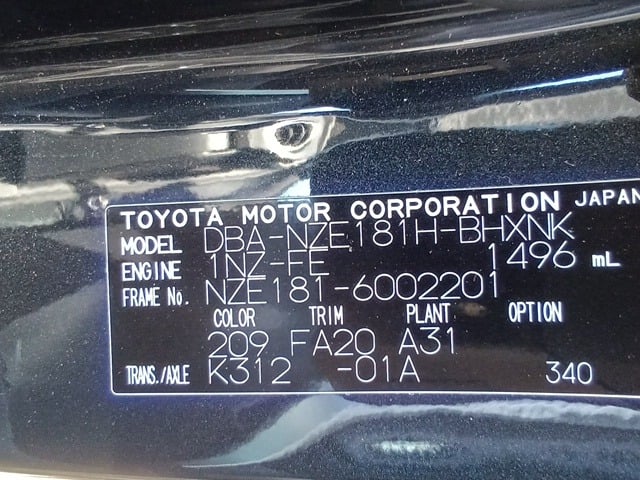 TOYOTA MOTOR CORPORATION JAPAN
MODEL DBA-NZE181H-BHXNK
ENGINE 1NZ-FE 1496 mL
FRAME No. NZE181-6002201
COLOR TRIM PLANT OPTION
209 FA20 A31
TRANS./AXLE K312 -01A 340